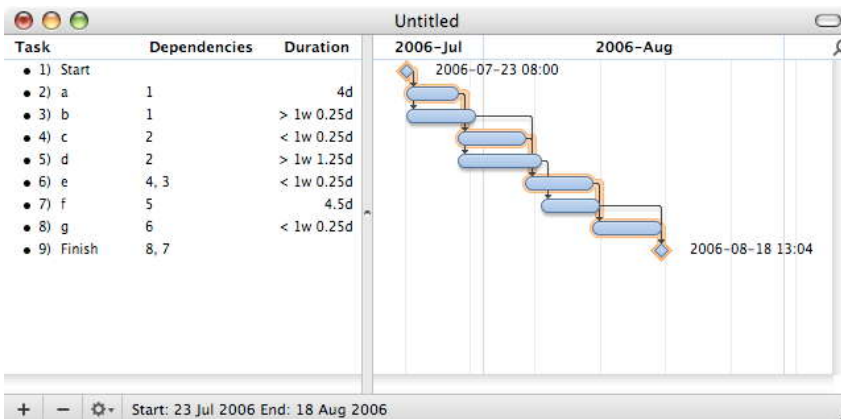 Untitled
Task Dependencies Duration 2006-Jul 2006-Aug
1) Start 2006-07-23 08:00
2) a 1 4d
3) b 1 > 1w 0.25d
4) c 2 < 1w 0.25d
5) d 2 > 1w 1.25d
6) e 4, 3 < 1w 0.25d
7) f 5 4.5d
8) g 6 < 1w 0.25d
9) Finish 8, 7 2006-08-18 13:04
Start: 23 Jul 2006 End: 18 Aug 2006